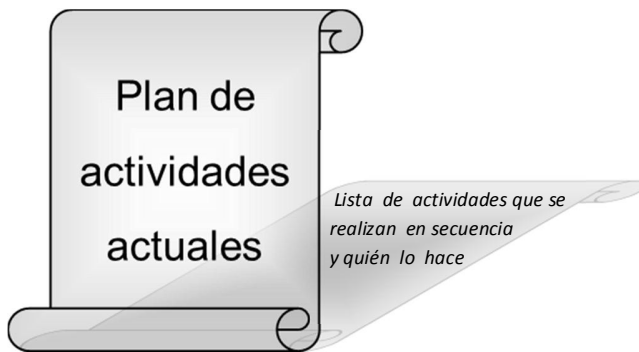 Plan de
actividades
actuales
Lista de actividades que se
realizan en secuencia
y quién lo hace